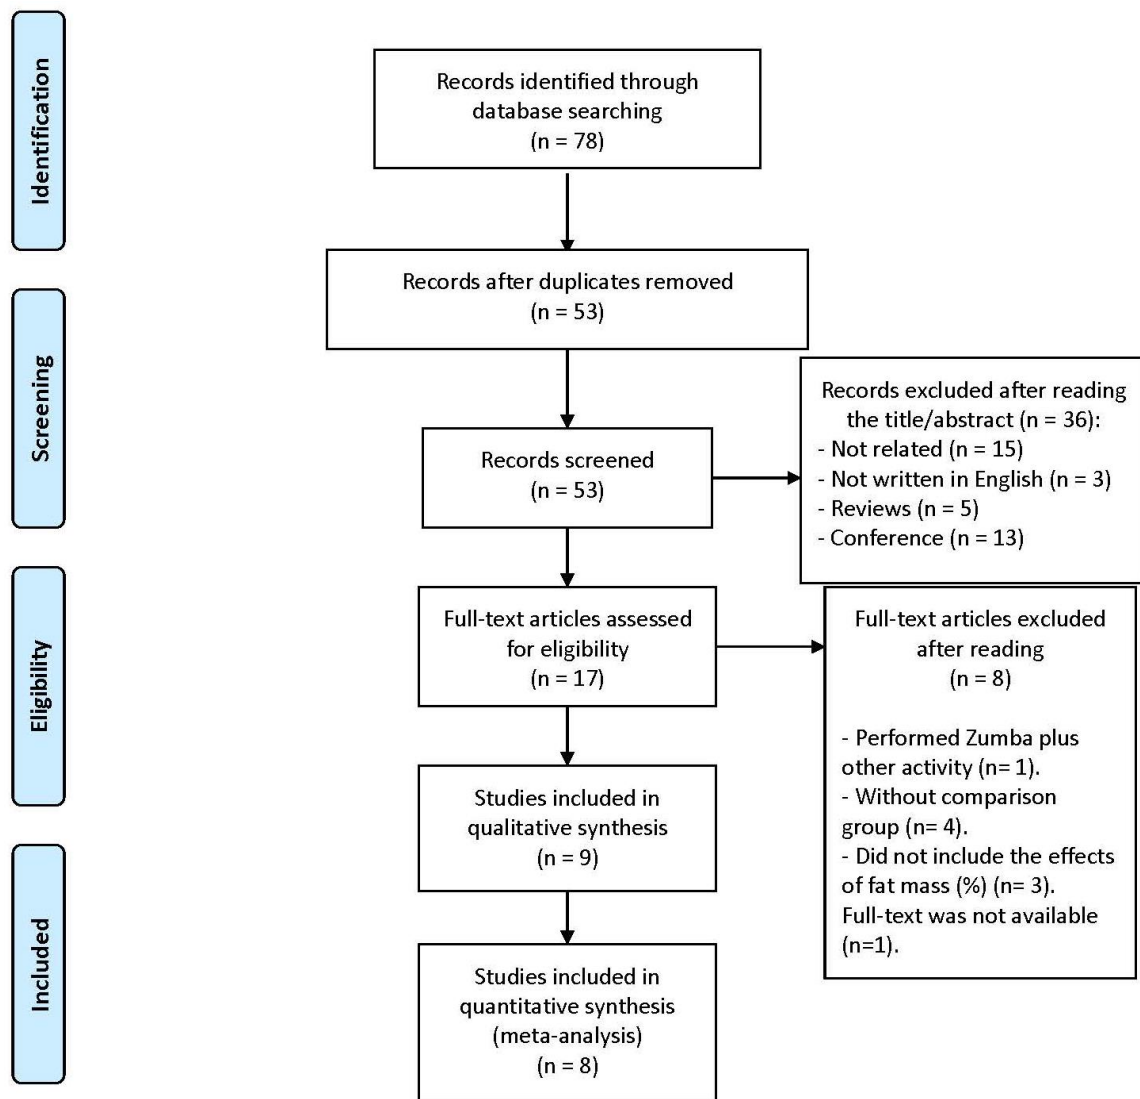 Identification
Records identified through
database searching
(n = 78)
Records after duplicates removed
(n = 53)
Screening
Records screened
(n = 53)
Records excluded after reading
the title/abstract (n = 36):
- Not related (n = 15)
- Not written in English (n = 3)
- Reviews (n = 5)
- Conference (n = 13)
Eligibility
Full-text articles assessed
for eligibility
(n = 17)
Full-text articles excluded
after reading
(n = 8)
- Performed Zumba plus
other activity (n= 1).
- Without comparison
group (n= 4).
- Did not include the effects
of fat mass (%) (n= 3).
Full-text was not available
(n=1).
Studies included in
qualitative synthesis
(n = 9)
Included
Studies included in
quantitative synthesis
(meta-analysis)
(n = 8)